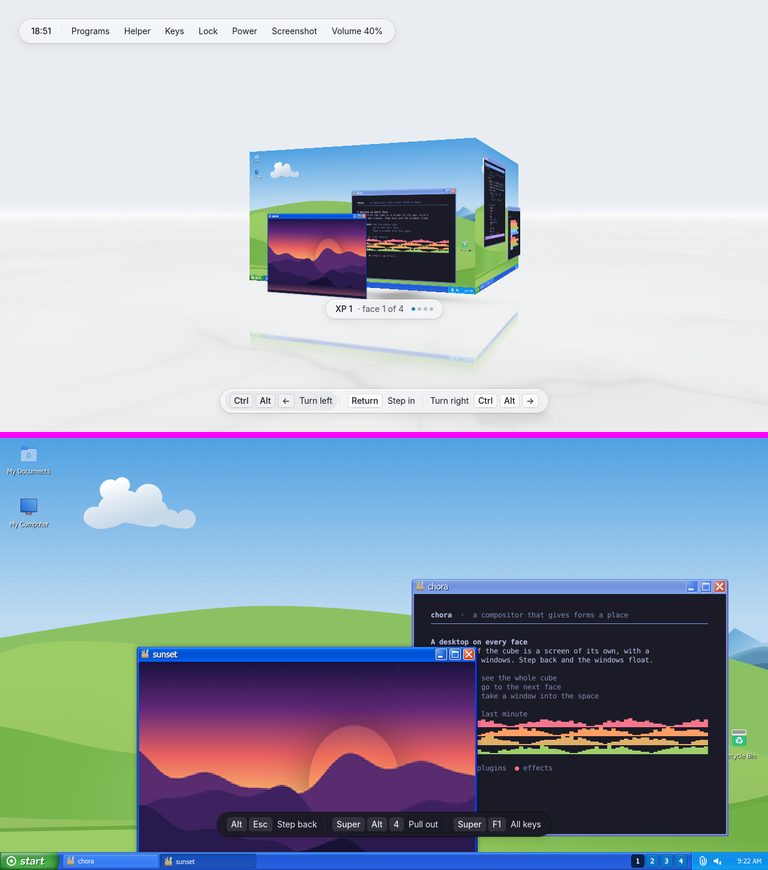 18:51 Programs Helper Keys Lock Power Screenshot Volume 40%
XP 1 · face 1 of 4
Ctrl Alt ← Turn left Return Step in Turn right Ctrl Alt →
My Documents
My Computer
chora
chora · a compositor that gives forms a place
A desktop on every face
f the cube is a screen of its own, with a
windows. Step back and the windows float.
see the whole cube
go to the next face
take a window into the space
last minute
plugins ● effects
sunset
ecycle Bin
Alt Esc Step back Super Alt 4 Pull out Super F1 All keys
start chora sunset 1 2 3 4 9:22 AM